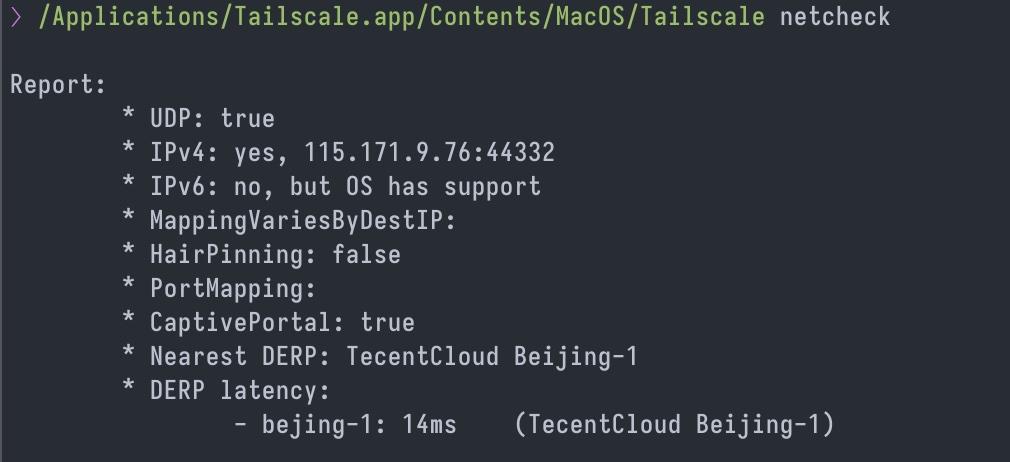 > /Applications/Tailscale.app/Contents/MacOS/Tailscale netcheck
Report:
* UDP: true
* IPv4: yes, 115.171.9.76:44332
* IPv6: no, but OS has support
* MappingVariesByDestIP:
* HairPinning: false
* PortMapping:
* CaptivePortal: true
* Nearest DERP: TecentCloud Beijing-1
* DERP latency:
- bejing-1: 14ms (TecentCloud Beijing-1)